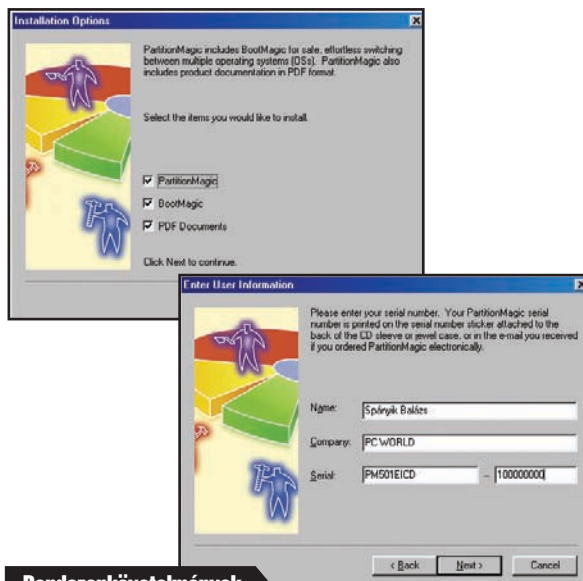 Installation Options
PartitionMagic includes BootMagic for safe, effortless switching
between multiple operating systems (OSs). PartitionMagic also
includes product documentation in PDF format.
Select the items you would like to install.
PartitionMagic
BootMagic
PDF Documents
Click Next to continue.
Enter User Information
Please enter your serial number. Your PartitionMagic serial
number is printed on the serial number sticker attached to the
back of the CD sleeve or jewel case, or in the e-mail you received
if you ordered PartitionMagic electronically.
Name: Spányik Balázs
Company: PC WORLD
Serial: PM501EICD - 100000000
< Back Next > Cancel
Rendszerkövetelmények